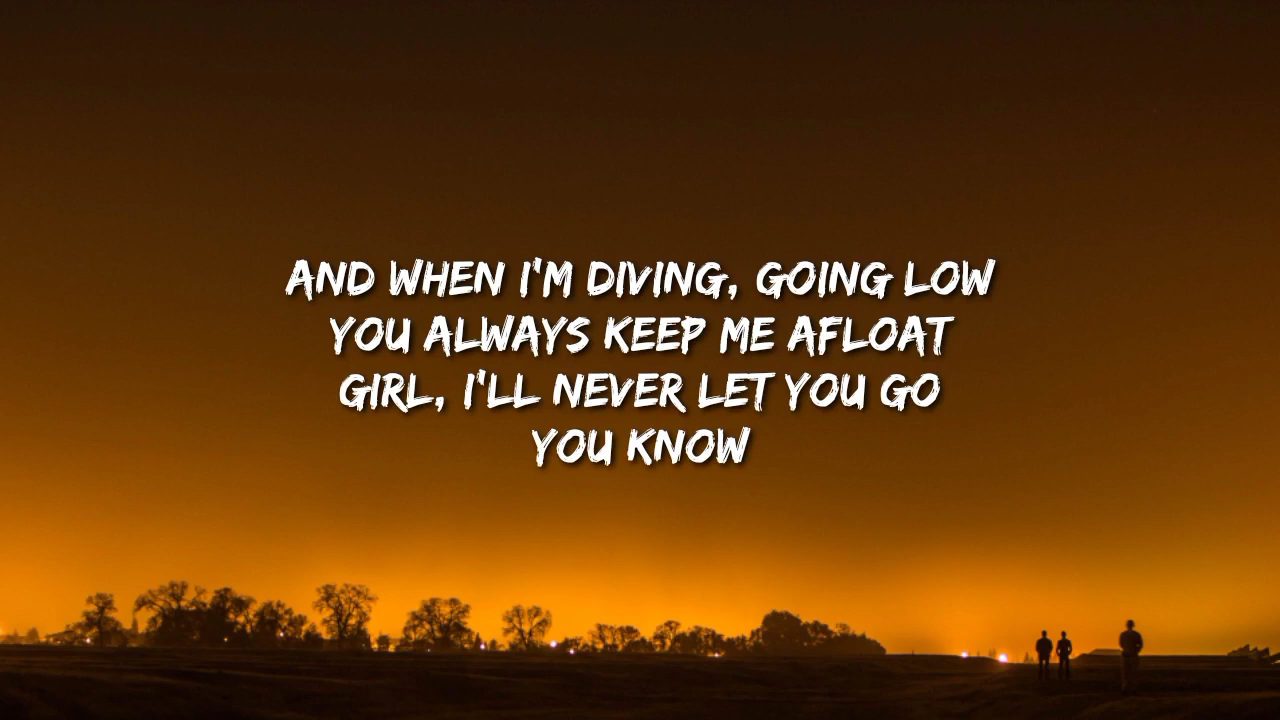 AND WHEN I'M DIVING, GOING LOW
YOU ALWAYS KEEP ME AFLOAT
GIRL, I'LL NEVER LET YOU GO
YOU KNOW